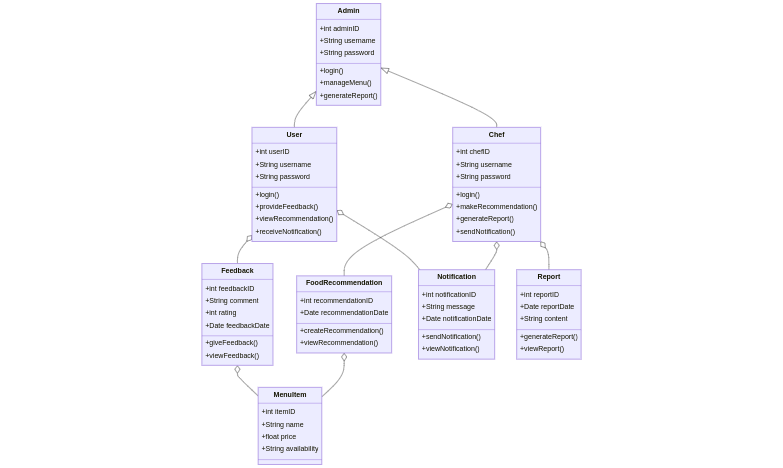 Admin
+int adminID
+String username
+String password
+login()
+manageMenu()
+generateReport()
User
+int userID
+String username
+String password
+login()
+provideFeedback()
+viewRecommendation()
+receiveNotification()
Chef
+int chefID
+String username
+String password
+login()
+makeRecommendation()
+generateReport()
+sendNotification()
Feedback
+int feedbackID
+String comment
+int rating
+Date feedbackDate
+giveFeedback()
+viewFeedback()
FoodRecommendation
+int recommendationID
+Date recommendationDate
+createRecommendation()
+viewRecommendation()
Notification
+int notificationID
+String message
+Date notificationDate
+sendNotification()
+viewNotification()
Report
+int reportID
+Date reportDate
+String content
+generateReport()
+viewReport()
MenuItem
+int itemID
+String name
+float price
+String availability